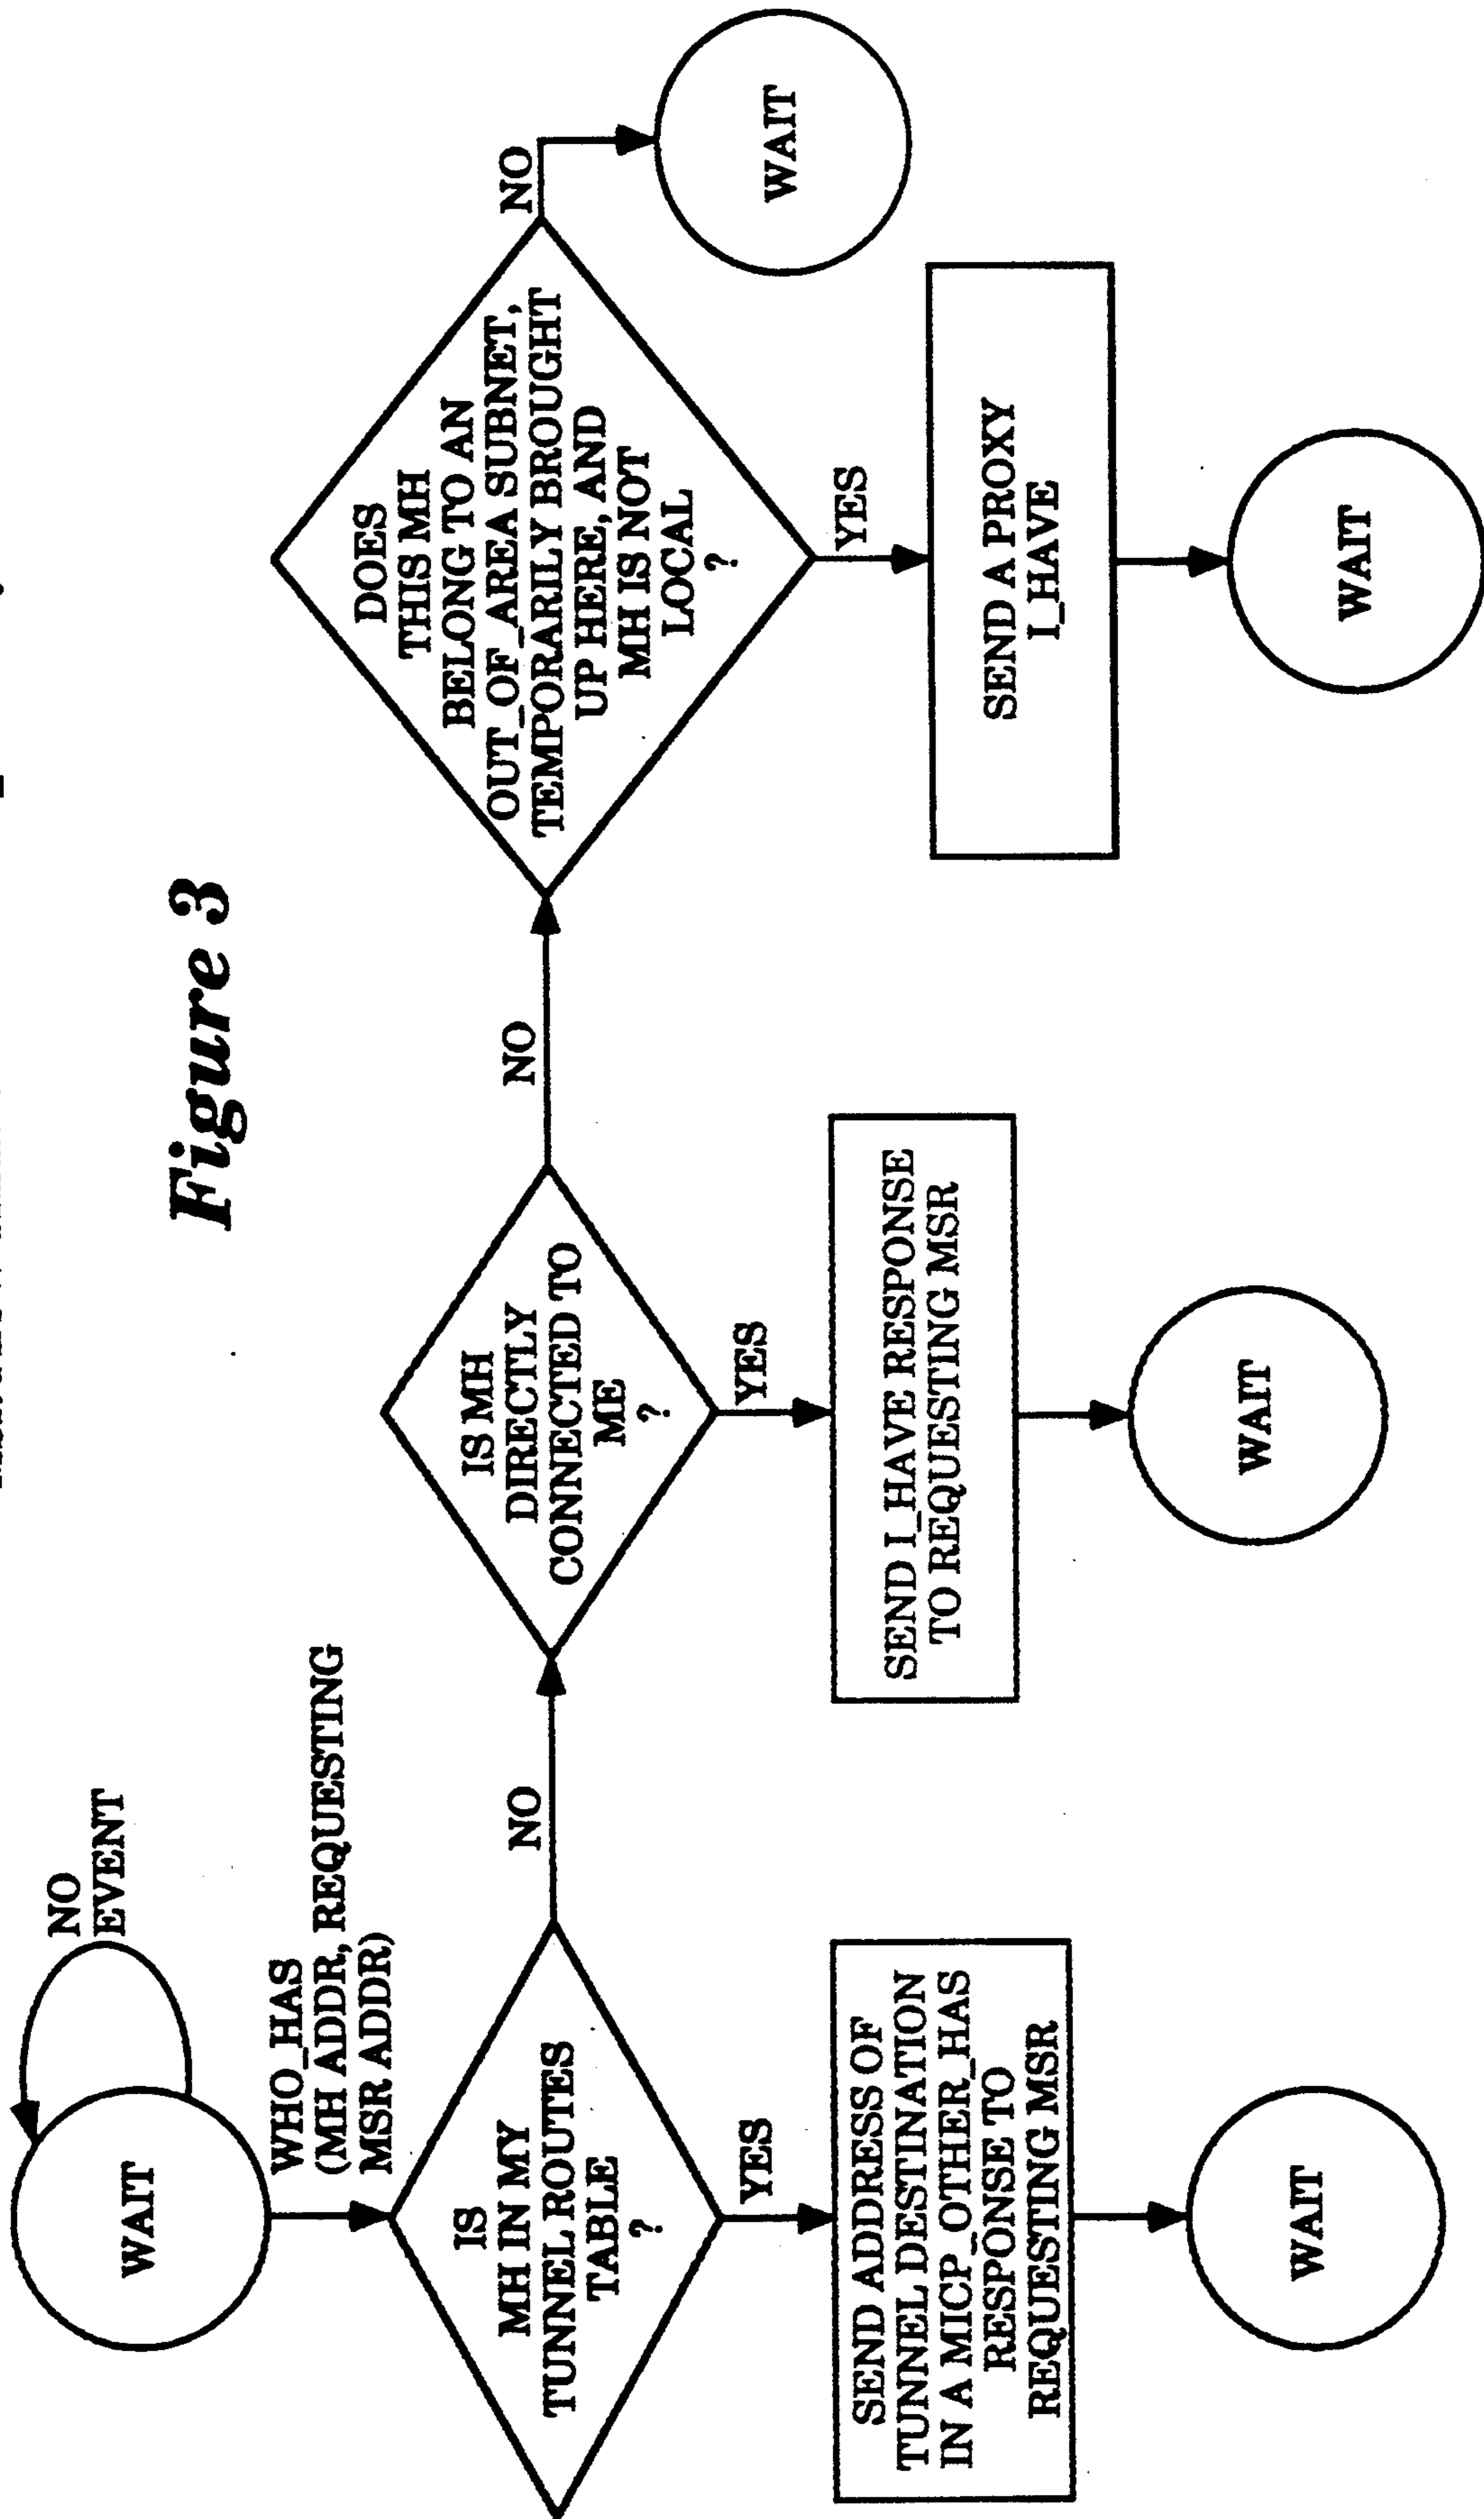 Figure 3
NO
EVENT
WAIT
WHO_HAS
(MH ADDR, REQUESTING
MSR ADDR)
IS
MH IN MY
TUNNEL ROUTES
TABLE
?
NO
YES
SEND ADDRESS OF
TUNNEL DESTINATION
IN A MICP_OTHER_HAS
RESPONSE TO
REQUESTING MSR
WAIT
IS MH
DIRECTLY
CONNECTED TO
ME
?
NO
YES
SEND I_HAVE RESPONSE
TO REQUESTING MSR
WAIT
DOES
THIS MH
BELONG TO AN
OUT_OF_AREA SUBNET,
TEMPORARILY BROUGHT
UP HERE, AND
MH IS NOT
LOCAL
?
NO
WAIT
YES
SEND A PROXY
I_HAVE
WAIT